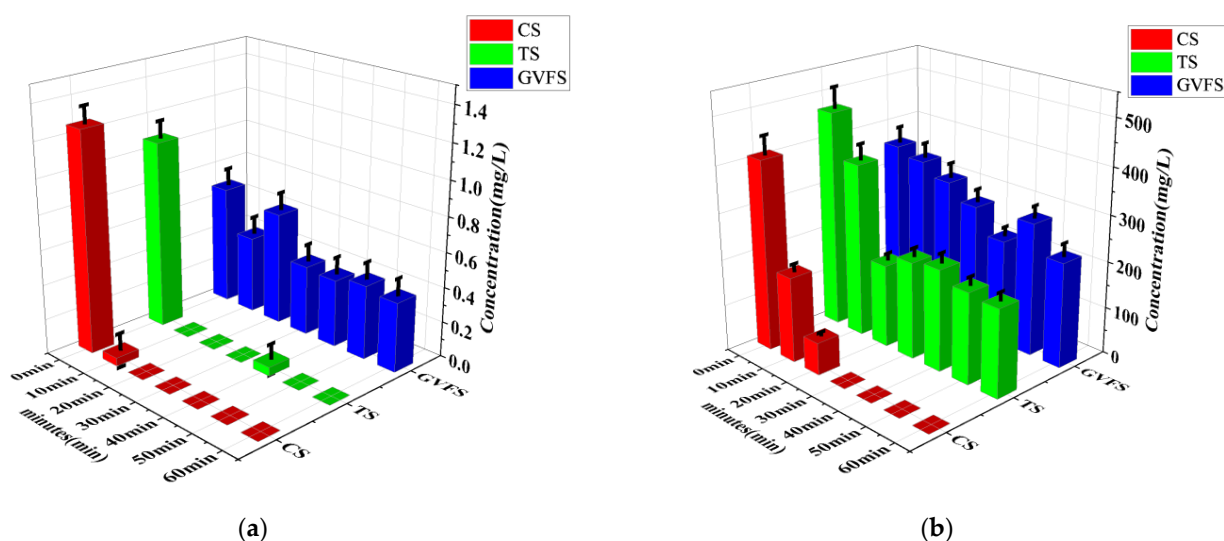 CS
TS
GVFS
1.4
1.2
1.0
0.8
0.6
0.4
0.2
0.0
Concentration(mg/L)
0min
10min
20min
30min
40min
50min
60min
minutes(min)
CS
TS
GVFS
(a)
CS
TS
GVFS
500
400
300
200
100
0
Concentration(mg/L)
0min
10min
20min
30min
40min
50min
60min
minutes(min)
CS
TS
GVFS
(b)